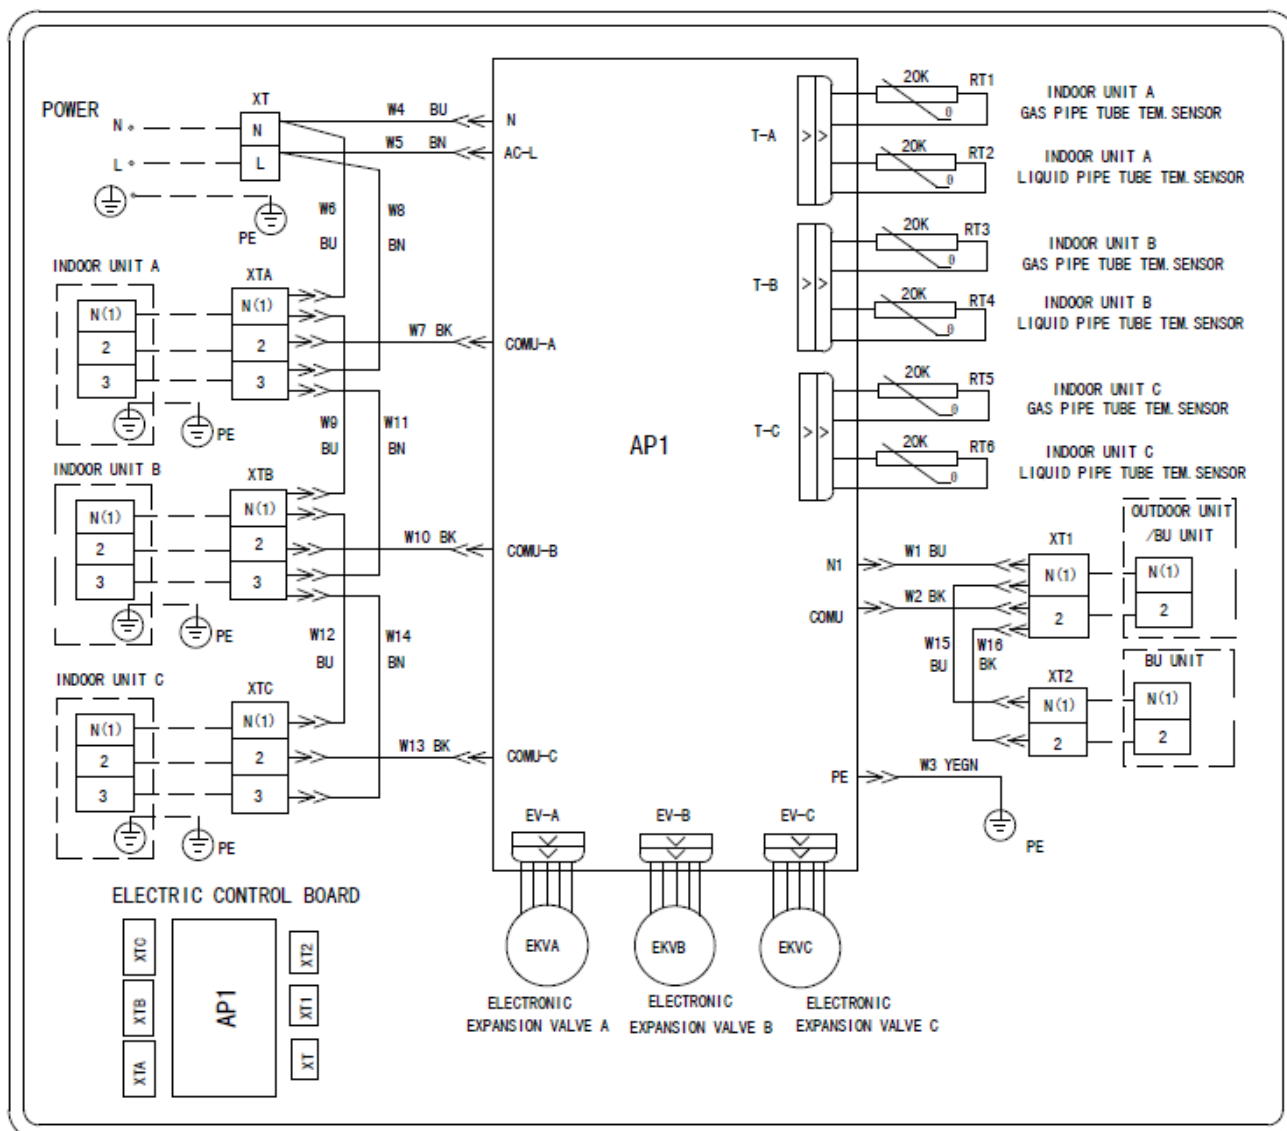 POWER
XT
N
L
N
L
PE
W4 BU
W5 BN
N
AC-L
W6
BU
W8
BN
INDOOR UNIT A
N(1)
2
3
XTA
N(1)
2
3
PE
W7 BK
COMU-A
W9
BU
W11
BN
INDOOR UNIT B
N(1)
2
3
XTB
N(1)
2
3
PE
W10 BK
COMU-B
W12
BU
W14
BN
INDOOR UNIT C
N(1)
2
3
XTC
N(1)
2
3
PE
W13 BK
COMU-C
AP1
T-A
20K
RT1
θ
INDOOR UNIT A
GAS PIPE TUBE TEM. SENSOR
20K
RT2
θ
INDOOR UNIT A
LIQUID PIPE TUBE TEM. SENSOR
T-B
20K
RT3
θ
INDOOR UNIT B
GAS PIPE TUBE TEM. SENSOR
20K
RT4
θ
INDOOR UNIT B
LIQUID PIPE TUBE TEM. SENSOR
T-C
20K
RT5
θ
INDOOR UNIT C
GAS PIPE TUBE TEM. SENSOR
20K
RT6
θ
INDOOR UNIT C
LIQUID PIPE TUBE TEM. SENSOR
N1
W1 BU
COMU
W2 BK
XT1
N(1)
2
OUTDOOR UNIT
/BU UNIT
N(1)
2
W15
BU
W16
BK
XT2
N(1)
2
BU UNIT
N(1)
2
PE
W3 YEGN
PE
EV-A
EV-B
EV-C
EKVA
EKVB
EKVC
ELECTRONIC
EXPANSION VALVE A
ELECTRONIC
EXPANSION VALVE B
ELECTRONIC
EXPANSION VALVE C
ELECTRIC CONTROL BOARD
XTC
XTB
XTA
AP1
XT2
XT1
XT